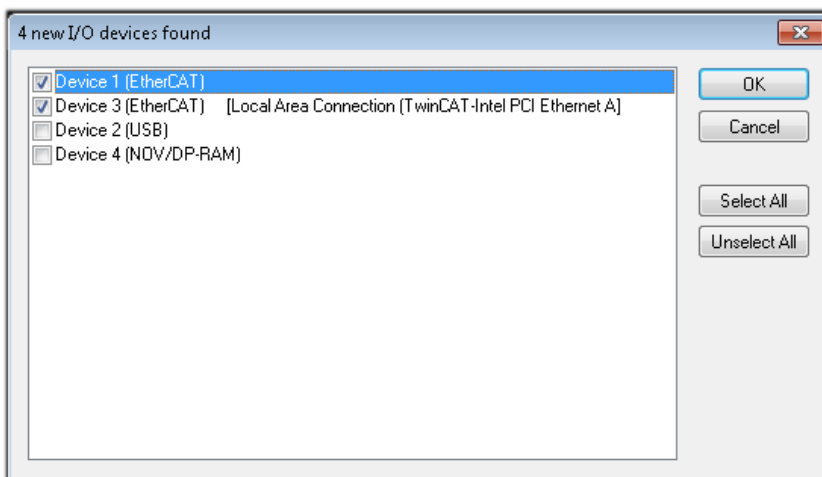 4 new I/O devices found
Device 1 (EtherCAT)
Device 3 (EtherCAT) [Local Area Connection (TwinCAT-Intel PCI Ethernet A]
Device 2 (USB)
Device 4 (NOV/DP-RAM)
OK
Cancel
Select All
Unselect All